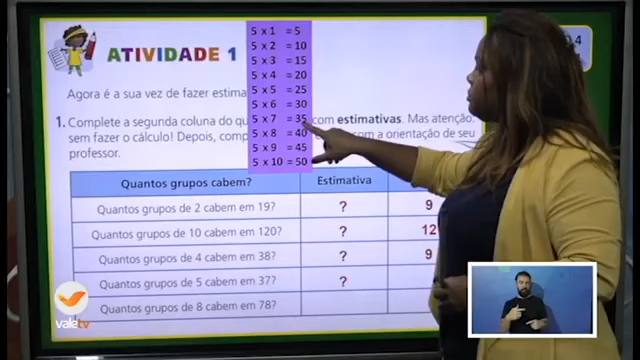 4
ATIVIDADE 1
5 x 1 = 5
5 x 2 = 10
5 x 3 = 15
5 x 4 = 20
5 x 5 = 25
5 x 6 = 30
5 x 7 = 35
5 x 8 = 40
5 x 9 = 45
5 x 10 = 50
Agora é a sua vez de fazer
1. Complete a segunda coluna do com estimativas. Mas atenção,
sem fazer o cálculo! Depois, com a orientação de seu
professor.
Quantos grupos cabem? Estimativa
Quantos grupos de 2 cabem em 19? ? 9
Quantos grupos de 10 cabem em 120? ? 12
Quantos grupos de 4 cabem em 38? ? 9
Quantos grupos de 5 cabem em 37? ?
Quantos grupos de 8 cabem em 78?
valetv